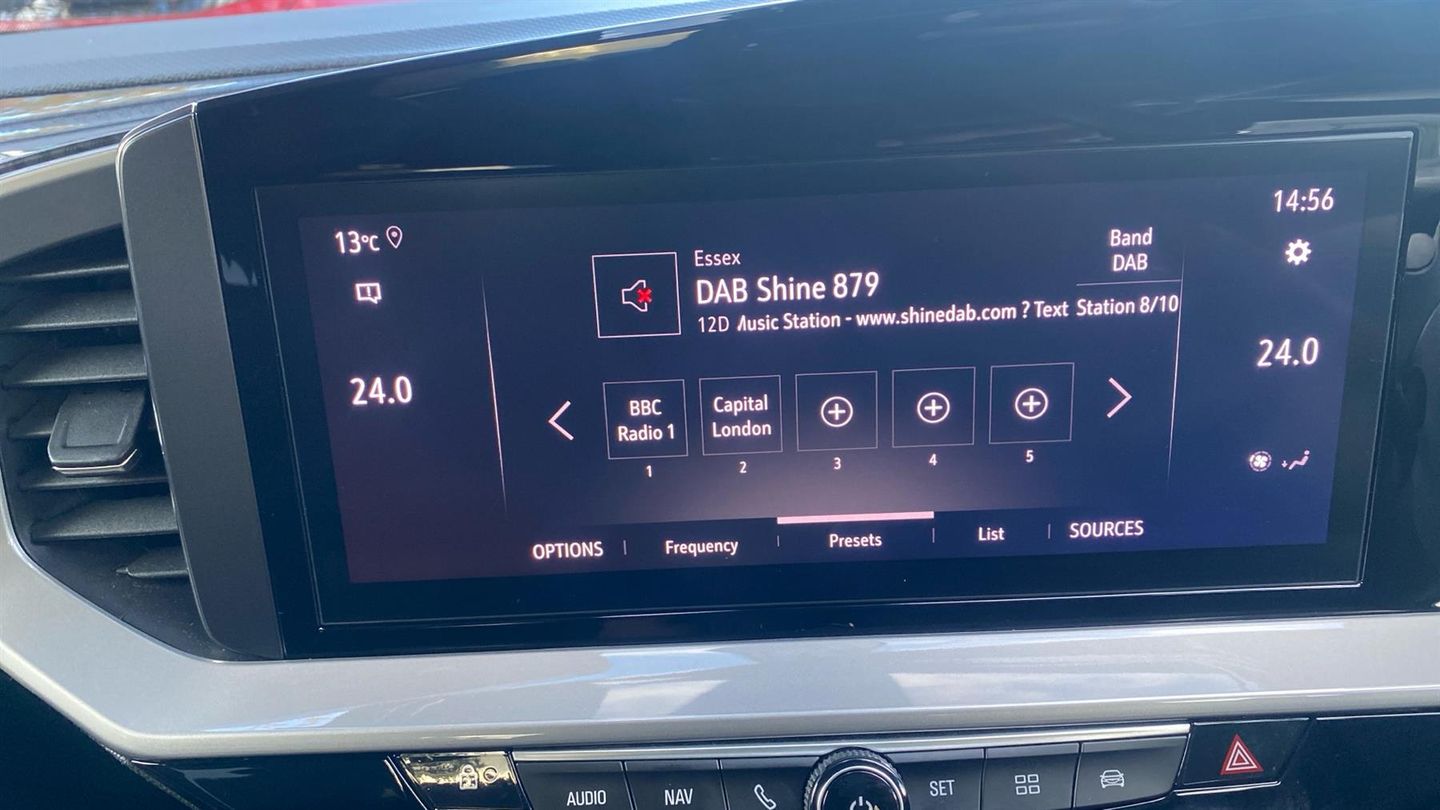 13°C
14:56
Essex
DAB Shine 879
12D Music Station - www.shinedab.com ? Text
Band
DAB
Station 8/10
24.0
24.0
BBC
Radio 1
1
Capital
London
2
3
4
5
OPTIONS
Frequency
Presets
List
SOURCES
AUDIO
NAV
SET